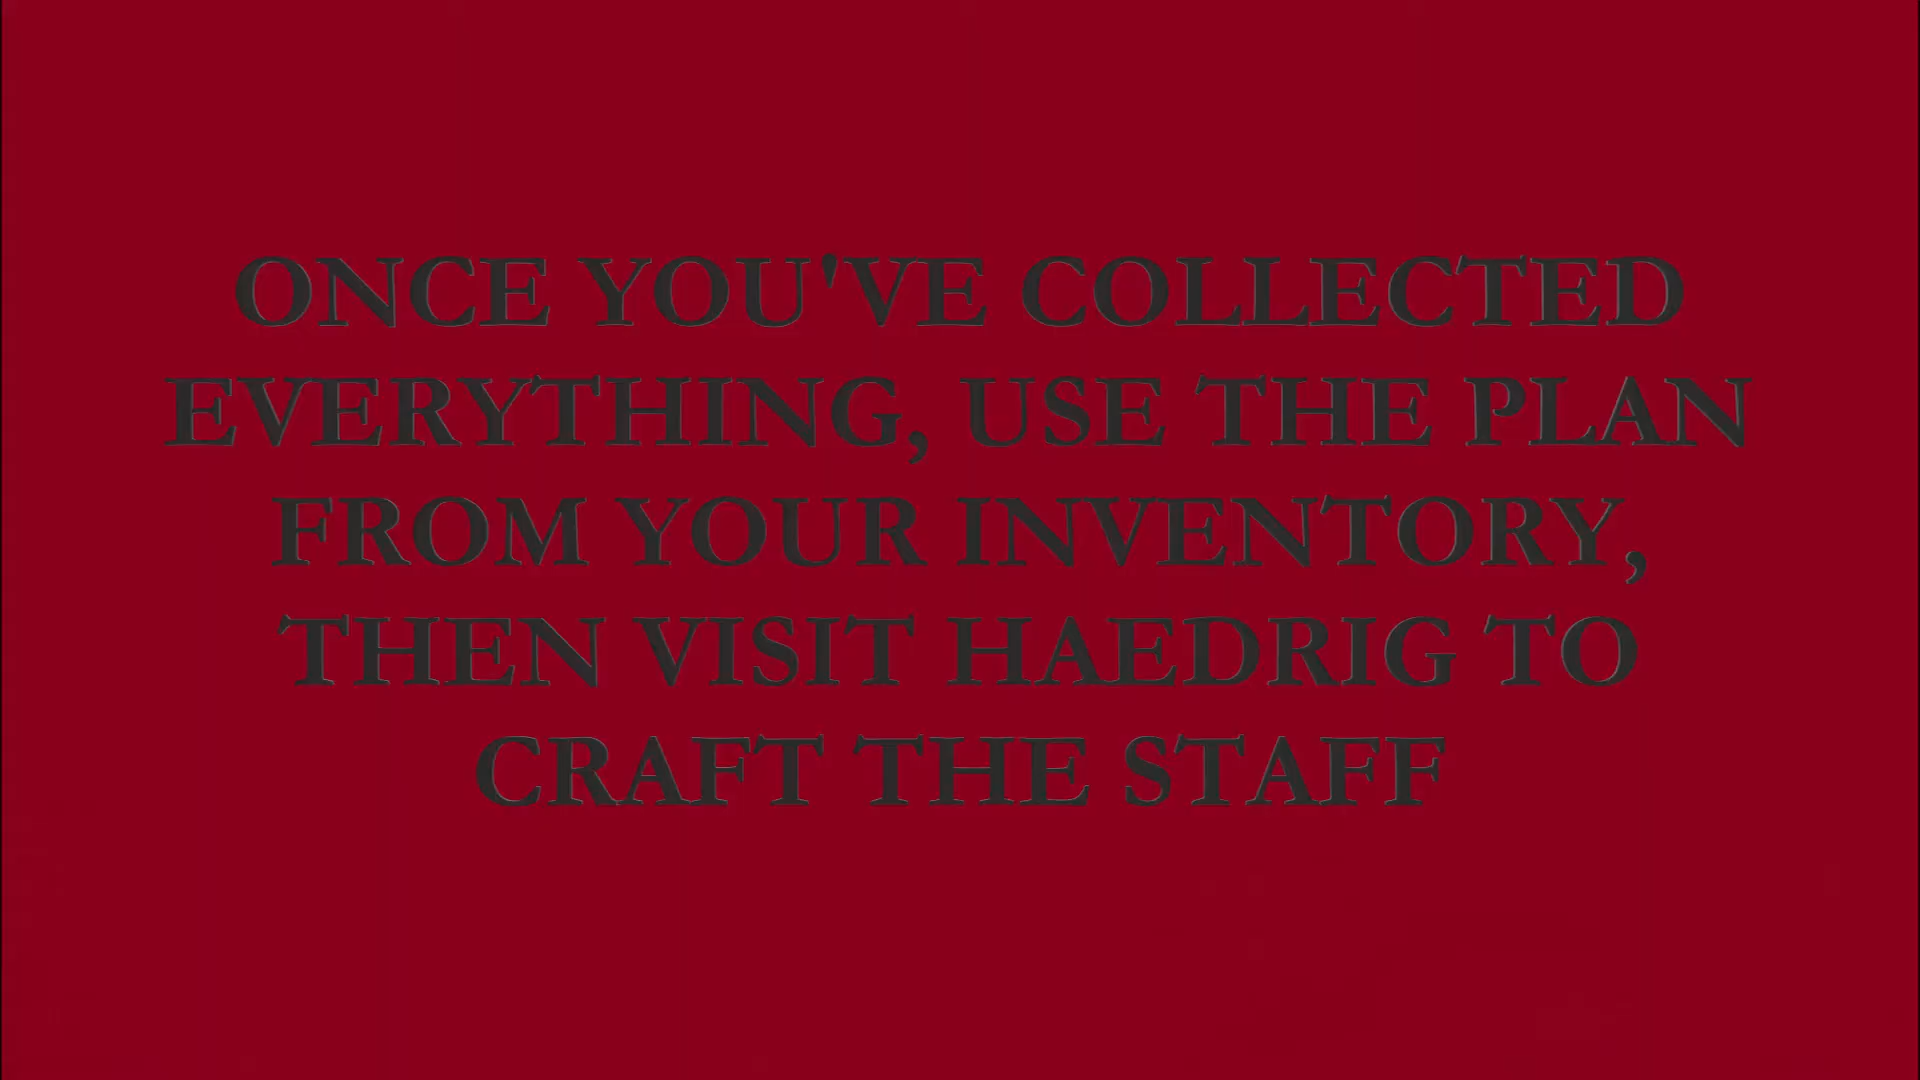 ONCE YOU'VE COLLECTED
EVERYTHING, USE THE PLAN
FROM YOUR INVENTORY,
THEN VISIT HAEDRIG TO
CRAFT THE STAFF